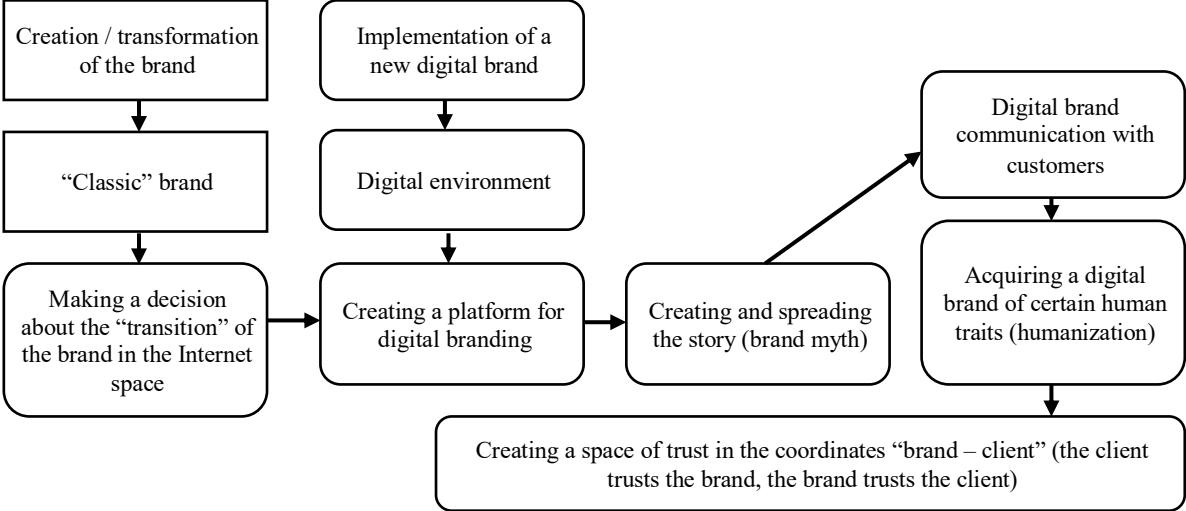 Creation / transformation
of the brand
“Classic” brand
Making a decision
about the “transition” of
the brand in the Internet
space
Implementation of a
new digital brand
Digital environment
Creating a platform for
digital branding
Creating and spreading
the story (brand myth)
Digital brand
communication with
customers
Acquiring a digital
brand of certain human
traits (humanization)
Creating a space of trust in the coordinates “brand – client” (the client
trusts the brand, the brand trusts the client)